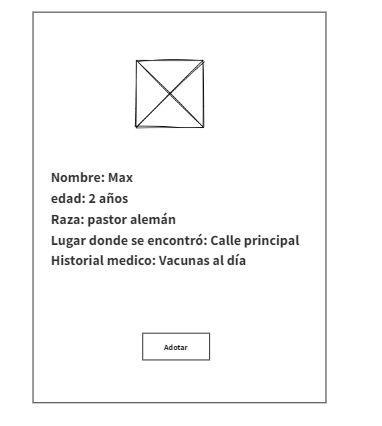 Nombre: Max
edad: 2 años
Raza: pastor alemán
Lugar donde se encontró: Calle principal
Historial medico: Vacunas al día
Adotar